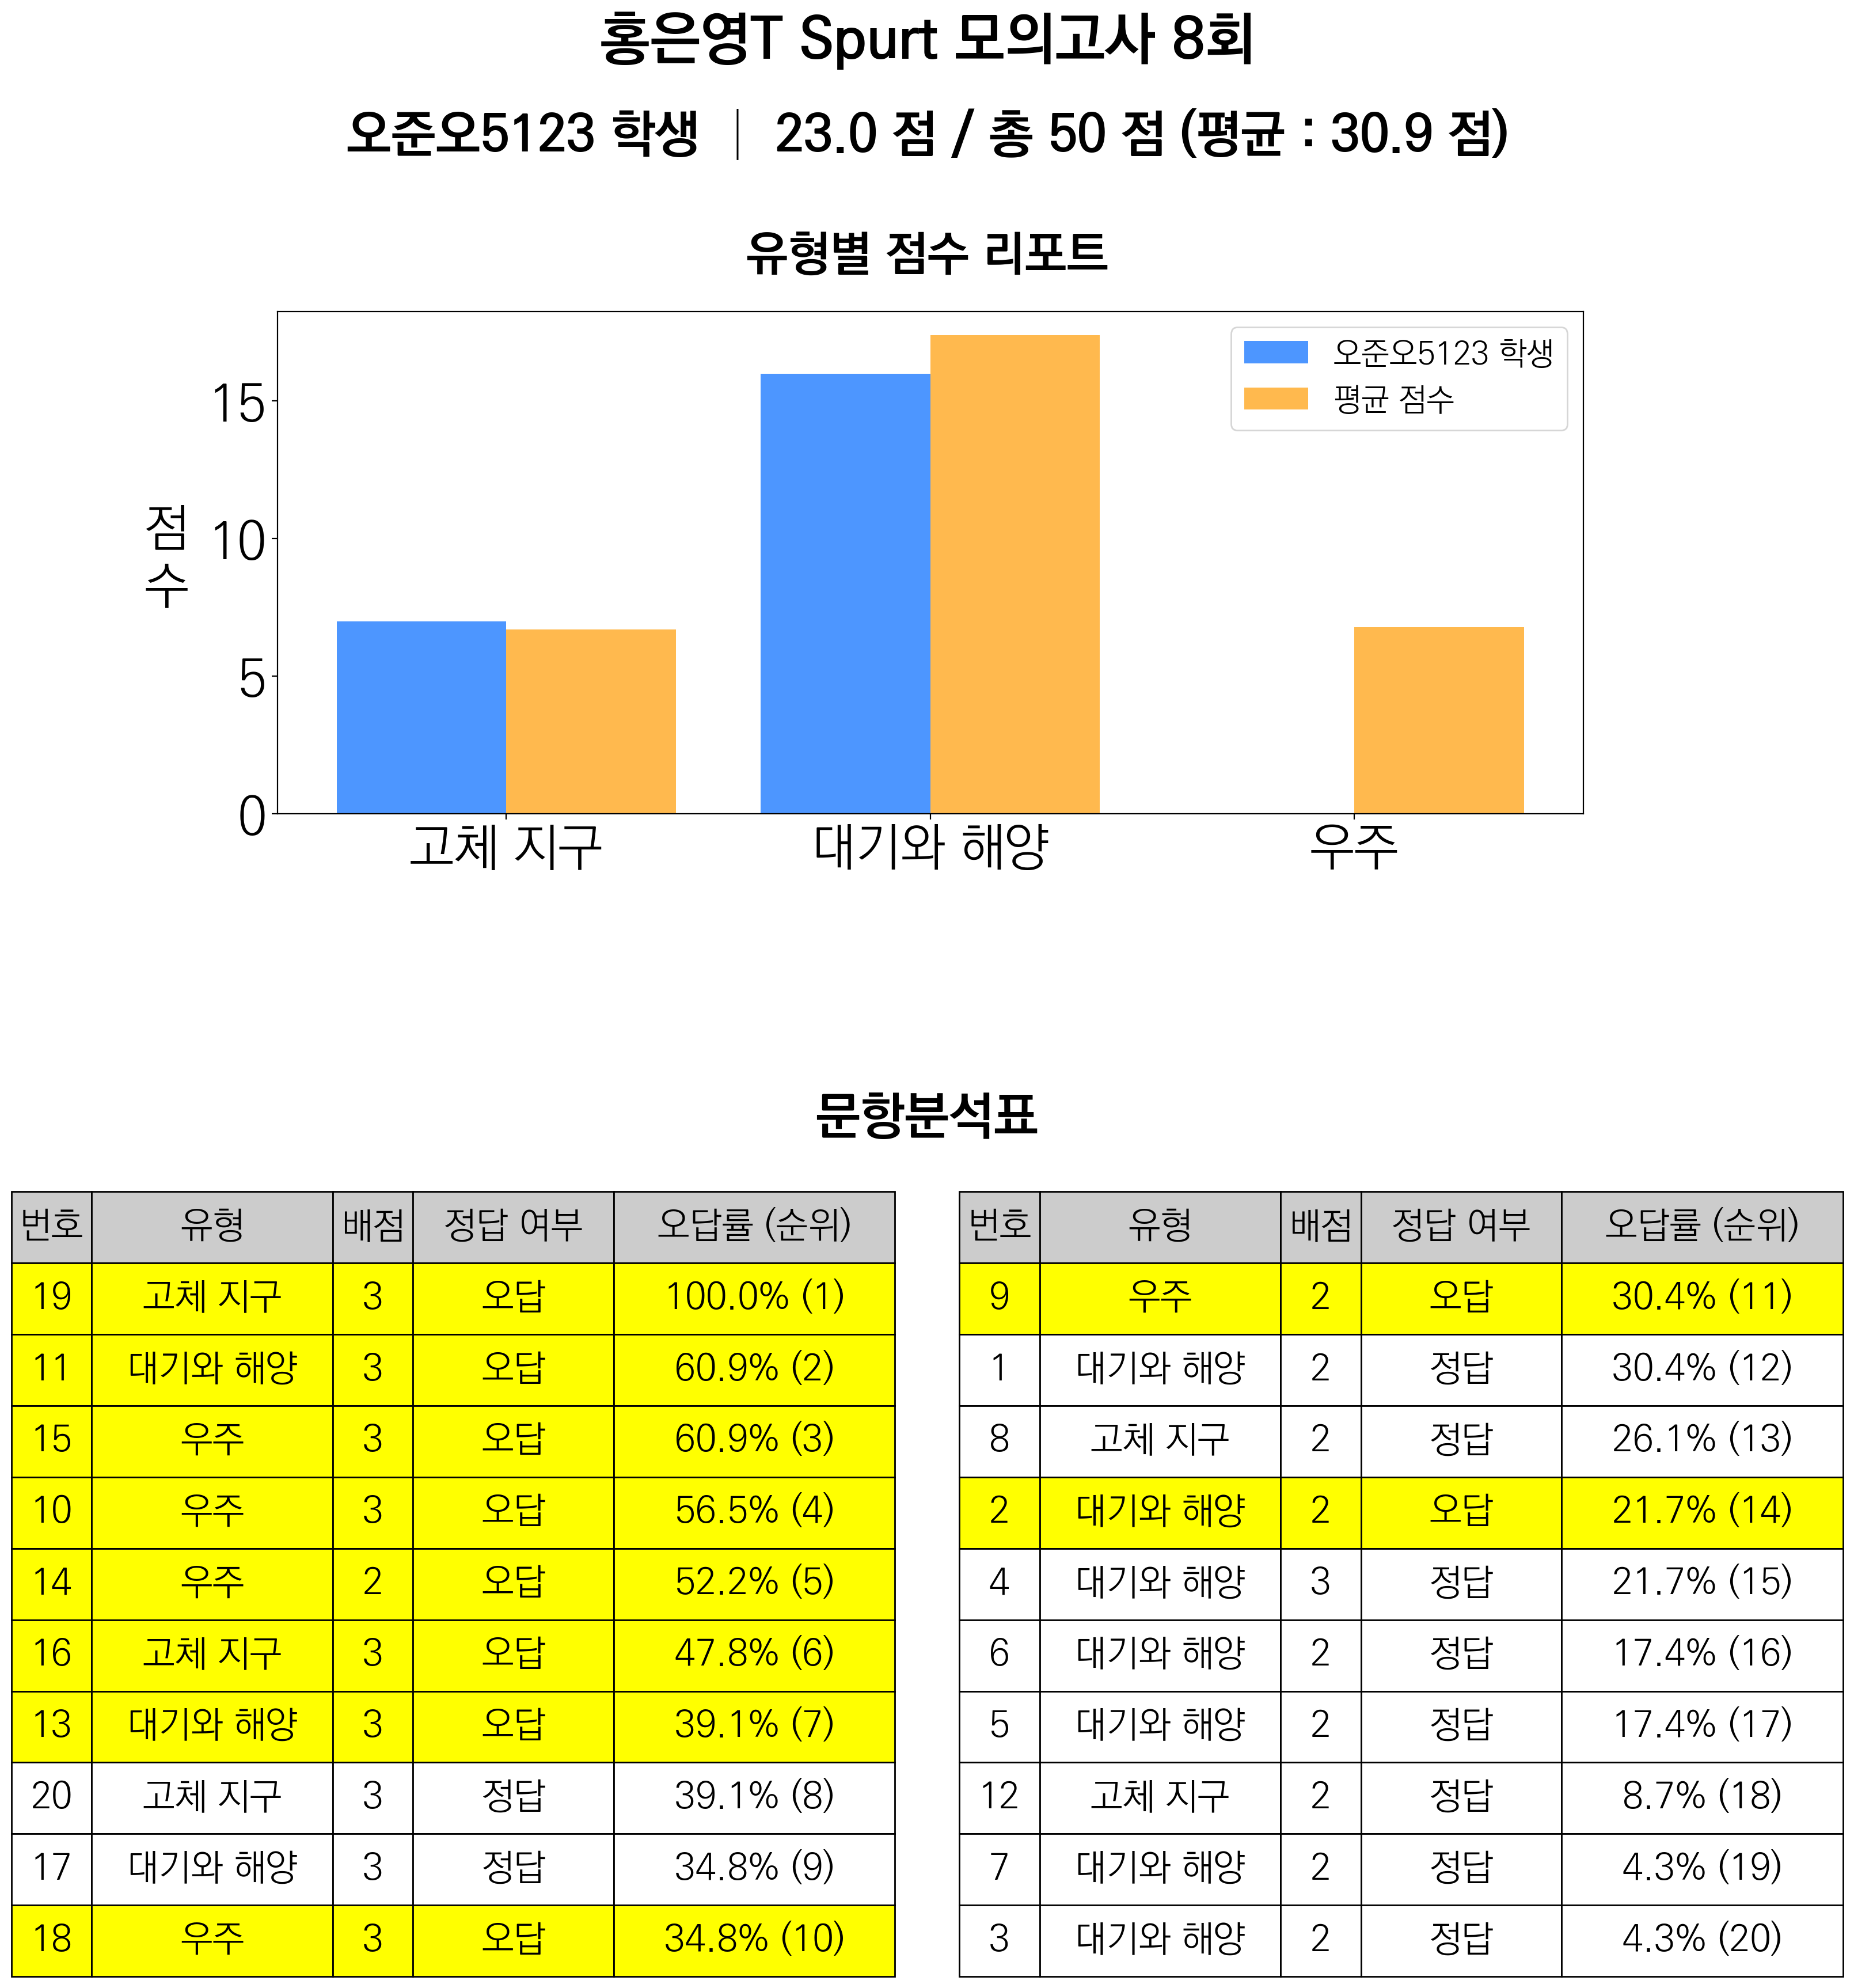 홍은영T Spurt 모의고사 8회
오준오5123 학생 │ 23.0 점 / 총 50 점 (평균 : 30.9 점)
유형별 점수 리포트
오준오5123 학생
평균 점수
점
수
15
10
5
0
고체 지구 대기와 해양 우주
문항분석표
번호 유형 배점 정답 여부 오답률 (순위)
19 고체 지구 3 오답 100.0% (1)
11 대기와 해양 3 오답 60.9% (2)
15 우주 3 오답 60.9% (3)
10 우주 3 오답 56.5% (4)
14 우주 2 오답 52.2% (5)
16 고체 지구 3 오답 47.8% (6)
13 대기와 해양 3 오답 39.1% (7)
20 고체 지구 3 정답 39.1% (8)
17 대기와 해양 3 정답 34.8% (9)
18 우주 3 오답 34.8% (10)
번호 유형 배점 정답 여부 오답률 (순위)
9 우주 2 오답 30.4% (11)
1 대기와 해양 2 정답 30.4% (12)
8 고체 지구 2 정답 26.1% (13)
2 대기와 해양 2 오답 21.7% (14)
4 대기와 해양 3 정답 21.7% (15)
6 대기와 해양 2 정답 17.4% (16)
5 대기와 해양 2 정답 17.4% (17)
12 고체 지구 2 정답 8.7% (18)
7 대기와 해양 2 정답 4.3% (19)
3 대기와 해양 2 정답 4.3% (20)